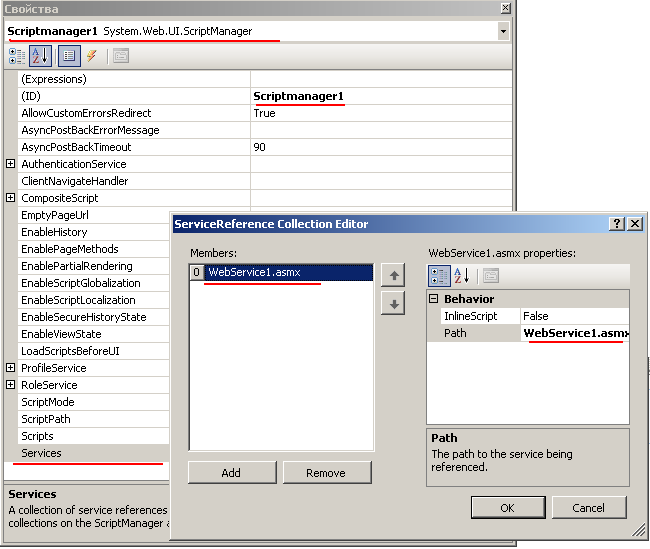 Свойства
Scriptmanager1 System.Web.UI.ScriptManager
(Expressions)
(ID) Scriptmanager1
AllowCustomErrorsRedirect True
AsyncPostBackErrorMessage
AsyncPostBackTimeout 90
AuthenticationService
ClientNavigateHandler
CompositeScript
EmptyPageUrl
EnableHistory
EnablePageMethods
EnablePartialRendering
EnableScriptGlobalization
EnableScriptLocalization
EnableSecureHistoryState
EnableViewState
LoadScriptsBeforeUI
ProfileService
RoleService
ScriptMode
ScriptPath
Scripts
Services
Services
A collection of service references
collections on the ScriptManager a
ServiceReference Collection Editor
Members:
0 WebService1.asmx
Add Remove
WebService1.asmx properties:
Behavior
InlineScript False
Path WebService1.asmx
Path
The path to the service being
referenced.
OK Cancel